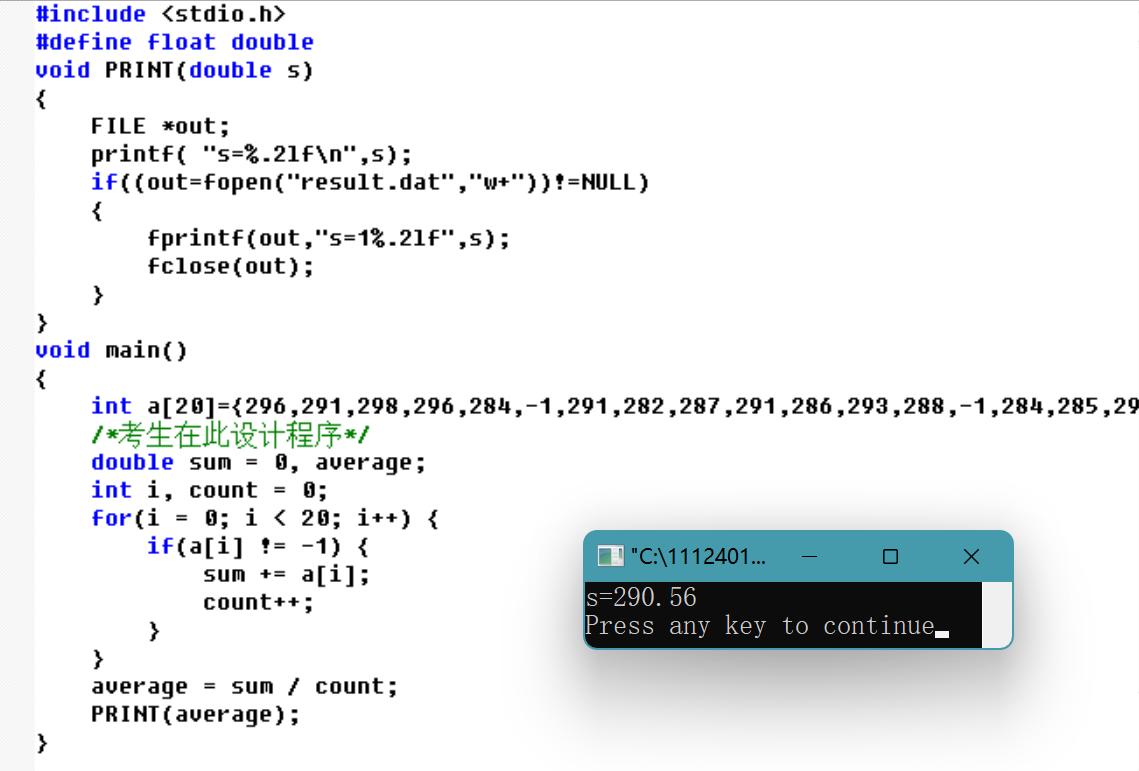 #include <stdio.h>
#define float double
void PRINT(double s)
{
    FILE *out;
    printf( "s=%.2lf\n",s);
    if((out=fopen("result.dat","w+"))!=NULL)
    {
        fprintf(out,"s=1%.2lf",s);
        fclose(out);
    }
}
void main()
{
    int a[20]={296,291,298,296,284,-1,291,282,287,291,286,293,288,-1,284,285,29
    /*考生在此设计程序*/
    double sum = 0, average;
    int i, count = 0;
    for(i = 0; i < 20; i++) {
        if(a[i] != -1) {
            sum += a[i];
            count++;
        }
    }
    average = sum / count;
    PRINT(average);
}
"C:\1112401...
s=290.56
Press any key to continue